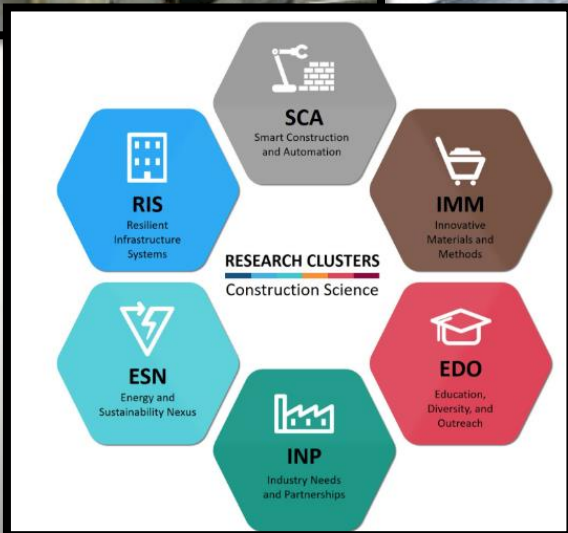 SCA
Smart Construction
and Automation
RIS
Resilient
Infrastructure
Systems
IMM
Innovative
Materials and
Methods
RESEARCH CLUSTERS
Construction Science
ESN
Energy and
Sustainability Nexus
EDO
Education,
Diversity, and
Outreach
INP
Industry Needs
and Partnerships